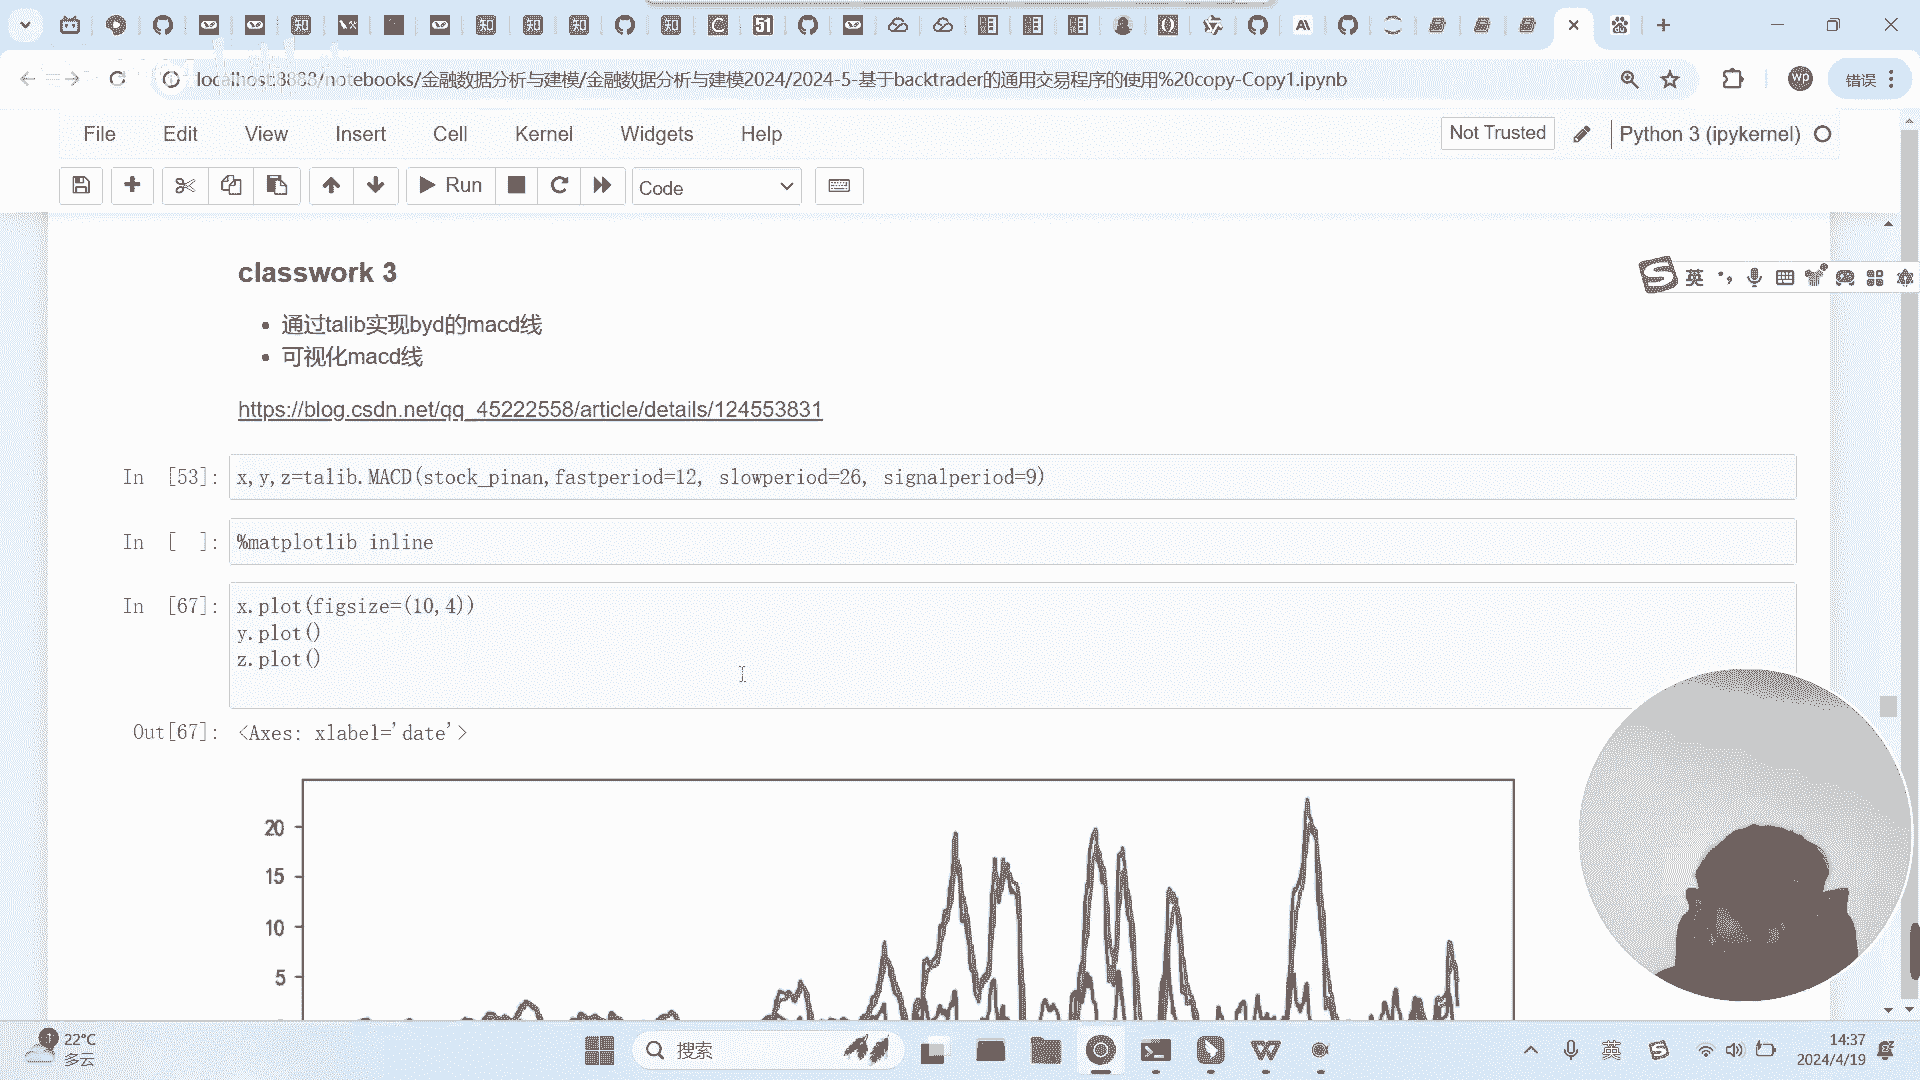 localhost:8888/notebooks/金融数据分析与建模/金融数据分析与建模2024/2024-5-基于backtrader的通用交易程序的使用%20copy-Copy1.ipynb
错误
File Edit View Insert Cell Kernel Widgets Help
Not Trusted
Python 3 (ipykernel)
Run
Code
classwork 3
通过talib实现byd的macd线
可视化macd线
https://blog.csdn.net/qq_45222558/article/details/124553831
英
In [53]: x,y,z=talib.MACD(stock_pinan,fastperiod=12, slowperiod=26, signalperiod=9)
In [ ]: %matplotlib inline
In [67]: x.plot(figsize=(10,4))
y.plot()
z.plot()
Out[67]: <Axes: xlabel='date'>
20
15
10
5
22°C
多云
搜索
英
14:37
2024/4/19